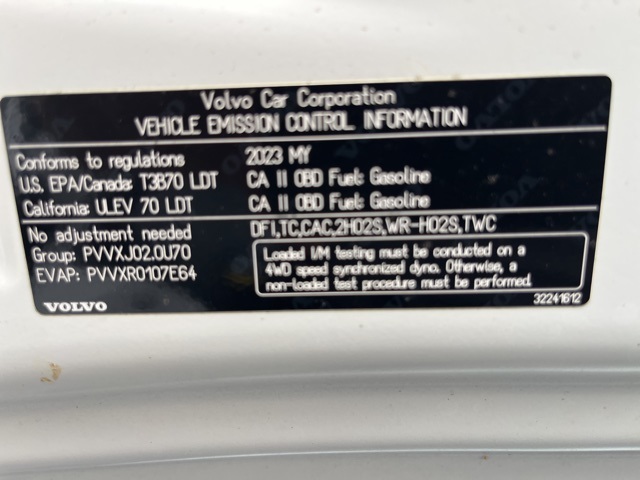 Volvo Car Corporation
VEHICLE EMISSION CONTROL INFORMATION
Conforms to regulations 2023 MY
U.S. EPA/Canada: T3B70 LDT CA II OBD Fuel: Gasoline
California: ULEV 70 LDT CA II OBD Fuel: Gasoline
No adjustment needed DFI,TC,CAC,2HO2S,WR-HO2S,TWC
Group: PVVXJ02.0U70
EVAP: PVVXR0107E64
Loaded I/M testing must be conducted on a
4WD speed synchronized dyno. Otherwise, a
non-loaded test procedure must be performed.
VOLVO
32241612